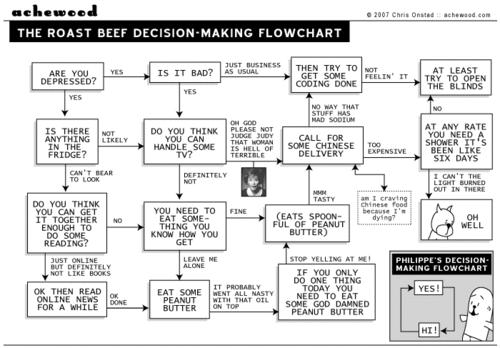 achewood
© 2007 Chris Onstad :: achewood.com
THE ROAST BEEF DECISION-MAKING FLOWCHART
ARE YOU
DEPRESSED?
YES
IS IT BAD?
JUST BUSINESS
AS USUAL
THEN TRY TO
GET SOME
CODING DONE
NOT
FEELIN' IT
AT LEAST
TRY TO OPEN
THE BLINDS
YES
YES
NO WAY THAT
STUFF HAS
MAD SODIUM
NO
IS THERE
ANYTHING
IN THE
FRIDGE?
NOT
LIKELY
DO YOU THINK
YOU CAN
HANDLE SOME
TV?
OH GOD
PLEASE NOT
JUDGE JUDY
THAT WOMAN
IS HELL OF
TERRIBLE
CALL FOR
SOME CHINESE
DELIVERY
TOO
EXPENSIVE
AT ANY RATE
YOU NEED A
SHOWER IT'S
BEEN LIKE
SIX DAYS
CAN'T BEAR
TO LOOK
DEFINITELY
NOT
MMM
TASTY
am I craving
Chinese food
because I'm
dying?
I CAN'T THE
LIGHT BURNED
OUT IN THERE
DO YOU THINK
YOU CAN GET
IT TOGETHER
ENOUGH TO
DO SOME
READING?
NO
YOU NEED TO
EAT SOME-
THING YOU
KNOW HOW YOU
GET
FINE
(EATS SPOON-
FUL OF PEANUT
BUTTER)
OH
WELL
JUST ONLINE
BUT DEFINITELY
NOT LIKE BOOKS
LEAVE ME
ALONE
STOP YELLING AT ME!
OK THEN READ
ONLINE NEWS
FOR A WHILE
OK
DONE
EAT SOME
PEANUT
BUTTER
IT PROBABLY
WENT ALL NASTY
WITH THAT OIL
ON TOP
IF YOU ONLY
DO ONE THING
TODAY YOU
NEED TO EAT
SOME GOD DAMNED
PEANUT BUTTER
PHILIPPE'S DECISION-
MAKING FLOWCHART
YES!
HI!